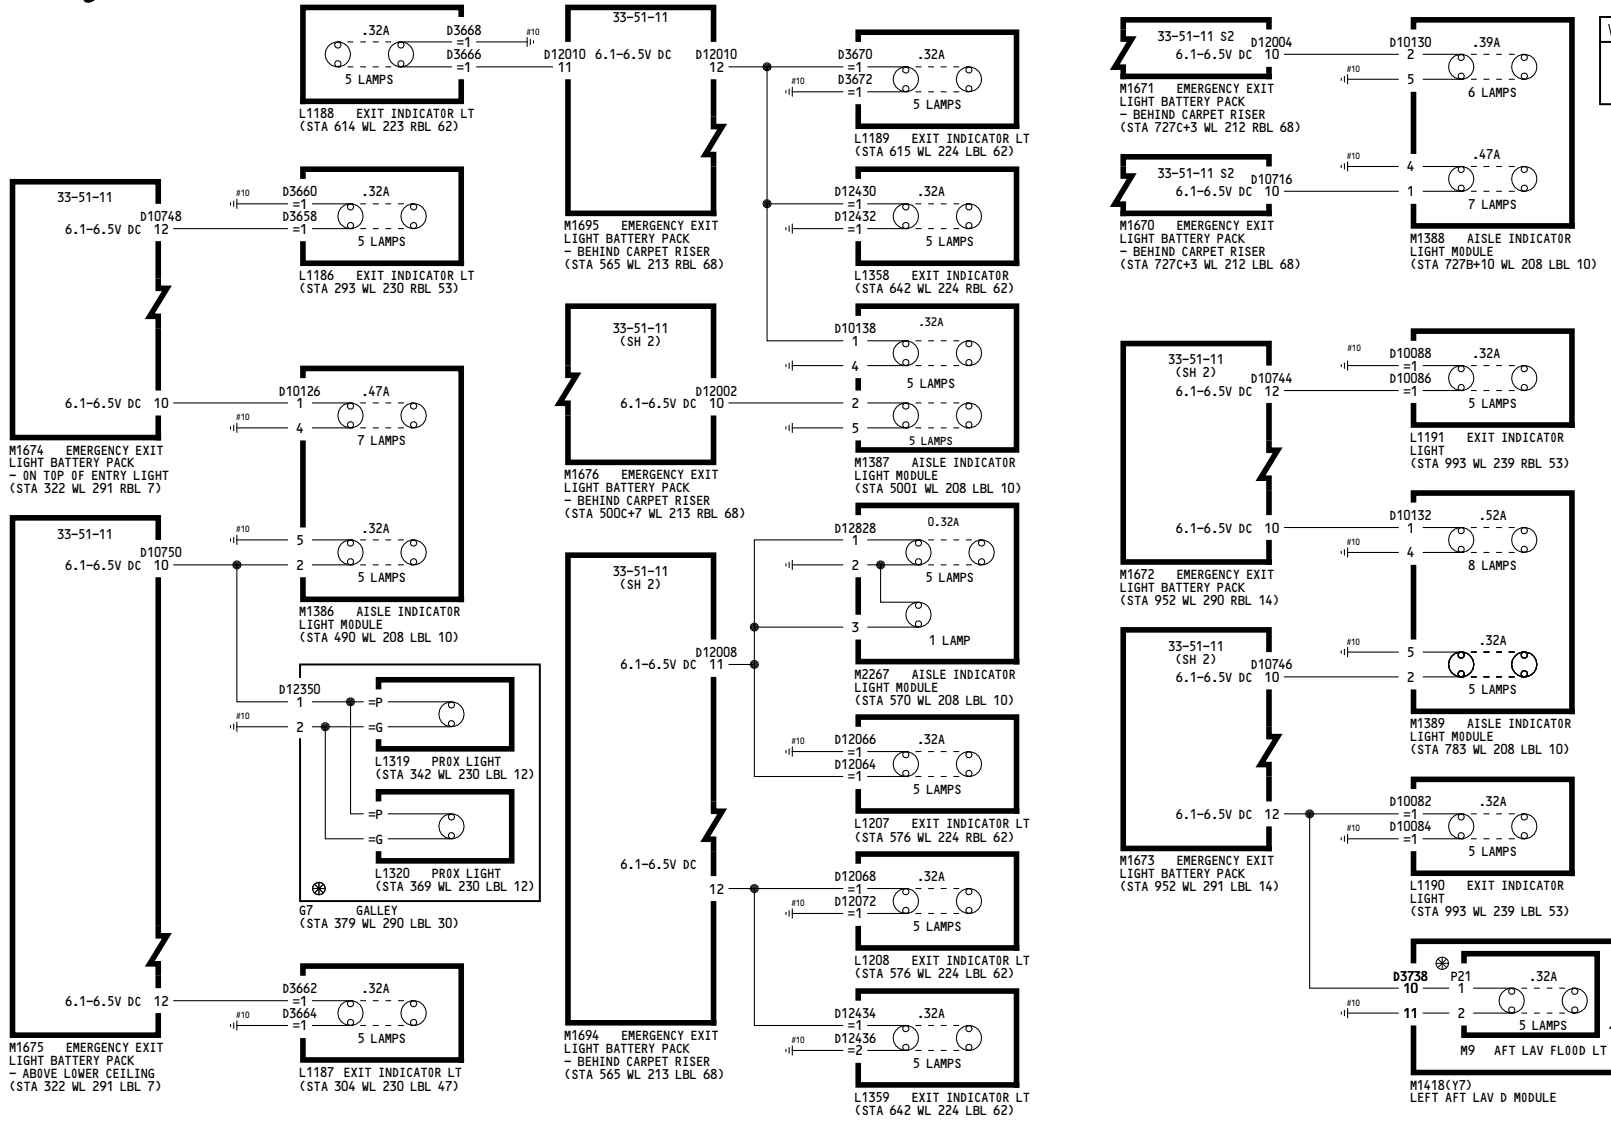 33-51-11
D10748
6.1-6.5V DC 12
6.1-6.5V DC 10
M1674 EMERGENCY EXIT
LIGHT BATTERY PACK
- ON TOP OF ENTRY LIGHT
(STA 322 WL 291 RBL 7)
33-51-11
D10750
6.1-6.5V DC 10
6.1-6.5V DC 12
M1675 EMERGENCY EXIT
LIGHT BATTERY PACK
- ABOVE LOWER CEILING
(STA 322 WL 291 LBL 7)
.32A
D3668
=1
#10
D3666
=1
5 LAMPS
L1188 EXIT INDICATOR LT
(STA 614 WL 223 RBL 62)
#10
D3660
=1
.32A
D3658
=1
5 LAMPS
L1186 EXIT INDICATOR LT
(STA 293 WL 230 RBL 53)
D10126
1
.47A
#10
4
7 LAMPS
#10
5
.32A
2
5 LAMPS
M1386 AISLE INDICATOR
LIGHT MODULE
(STA 490 WL 208 LBL 10)
D12350
1
=P
#10
2
=G
L1319 PROX LIGHT
(STA 342 WL 230 LBL 12)
=P
=G
L1320 PROX LIGHT
(STA 369 WL 230 LBL 12)
G7 GALLEY
(STA 379 WL 290 LBL 30)
D3662
=1
.32A
#10
D3664
=1
5 LAMPS
L1187 EXIT INDICATOR LT
(STA 304 WL 230 LBL 47)
33-51-11
D12010 6.1-6.5V DC D12010
11
12
M1695 EMERGENCY EXIT
LIGHT BATTERY PACK
- BEHIND CARPET RISER
(STA 565 WL 213 RBL 68)
33-51-11
(SH 2)
D12002
6.1-6.5V DC 10
M1676 EMERGENCY EXIT
LIGHT BATTERY PACK
- BEHIND CARPET RISER
(STA 500C+7 WL 213 RBL 68)
33-51-11
(SH 2)
D12008
6.1-6.5V DC 11
6.1-6.5V DC
12
M1694 EMERGENCY EXIT
LIGHT BATTERY PACK
- BEHIND CARPET RISER
(STA 565 WL 213 LBL 68)
D3670
=1
.32A
#10
D3672
=1
5 LAMPS
L1189 EXIT INDICATOR LT
(STA 615 WL 224 LBL 62)
D12430
=1
.32A
D12432
=1
5 LAMPS
L1358 EXIT INDICATOR
(STA 642 WL 224 RBL 62)
D10138
1
.32A
4
5 LAMPS
2
5
5 LAMPS
M1387 AISLE INDICATOR
LIGHT MODULE
(STA 500I WL 208 LBL 10)
D12828
1
0.32A
2
5 LAMPS
3
1 LAMP
M2267 AISLE INDICATOR
LIGHT MODULE
(STA 570 WL 208 LBL 10)
#10
D12066
=1
.32A
D12064
=1
5 LAMPS
L1207 EXIT INDICATOR LT
(STA 576 WL 224 RBL 62)
D12068
=1
.32A
#10
D12072
=1
5 LAMPS
L1208 EXIT INDICATOR LT
(STA 576 WL 224 LBL 62)
D12434
=1
.32A
#10
D12436
=2
5 LAMPS
L1359 EXIT INDICATOR LT
(STA 642 WL 224 LBL 62)
33-51-11 S2
D12004
6.1-6.5V DC 10
M1671 EMERGENCY EXIT
LIGHT BATTERY PACK
- BEHIND CARPET RISER
(STA 727C+3 WL 212 RBL 68)
33-51-11 S2
D10716
6.1-6.5V DC 10
M1670 EMERGENCY EXIT
LIGHT BATTERY PACK
- BEHIND CARPET RISER
(STA 727C+3 WL 212 LBL 68)
33-51-11
(SH 2)
D10744
6.1-6.5V DC 12
6.1-6.5V DC 10
M1672 EMERGENCY EXIT
LIGHT BATTERY PACK
(STA 952 WL 290 RBL 14)
33-51-11
(SH 2)
D10746
6.1-6.5V DC 10
6.1-6.5V DC 12
M1673 EMERGENCY EXIT
LIGHT BATTERY PACK
(STA 952 WL 291 LBL 14)
D10130
2
.39A
#10
5
6 LAMPS
#10
4
.47A
1
7 LAMPS
M1388 AISLE INDICATOR
LIGHT MODULE
(STA 727B+10 WL 208 LBL 10)
#10
D10088
=1
.32A
D10086
=1
5 LAMPS
L1191 EXIT INDICATOR
LIGHT
(STA 993 WL 239 RBL 53)
D10132
1
.52A
#10
4
8 LAMPS
#10
5
.32A
2
5 LAMPS
M1389 AISLE INDICATOR
LIGHT MODULE
(STA 783 WL 208 LBL 10)
D10082
=1
.32A
#10
D10084
=1
5 LAMPS
L1190 EXIT INDICATOR
LIGHT
(STA 993 WL 239 LBL 53)
D3738
10
P21
1
.32A
#10
11
2
5 LAMPS
M9 AFT LAV FLOOD LT
M1418(Y7)
LEFT AFT LAV D MODULE